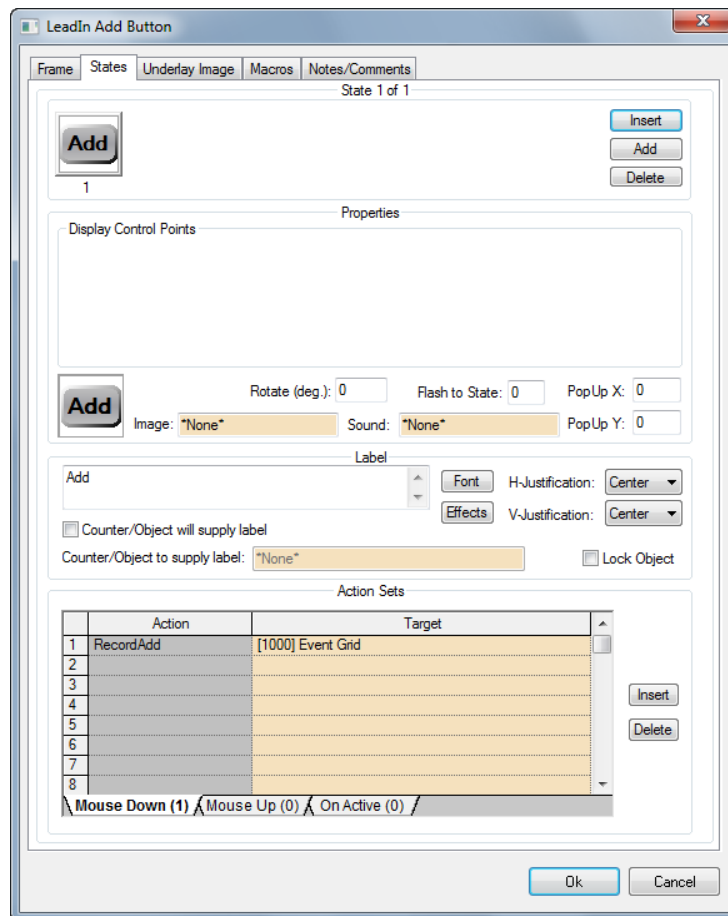 LeadIn Add Button
Frame States Underlay Image Macros Notes/Comments
State 1 of 1
Add
1
Insert
Add
Delete
Properties
Display Control Points
Add
Rotate (deg.): 0 Flash to State: 0 PopUp X: 0
Image: *None* Sound: *None* PopUp Y: 0
Label
Add
Font H-Justification: Center
Effects V-Justification: Center
Counter/Object will supply label
Counter/Object to supply label: *None* Lock Object
Action Sets
Action Target
1 RecordAdd [1000] Event Grid
2
3
4
5
6
7
8
Insert
Delete
Mouse Down (1) Mouse Up (0) On Active (0)
Ok Cancel